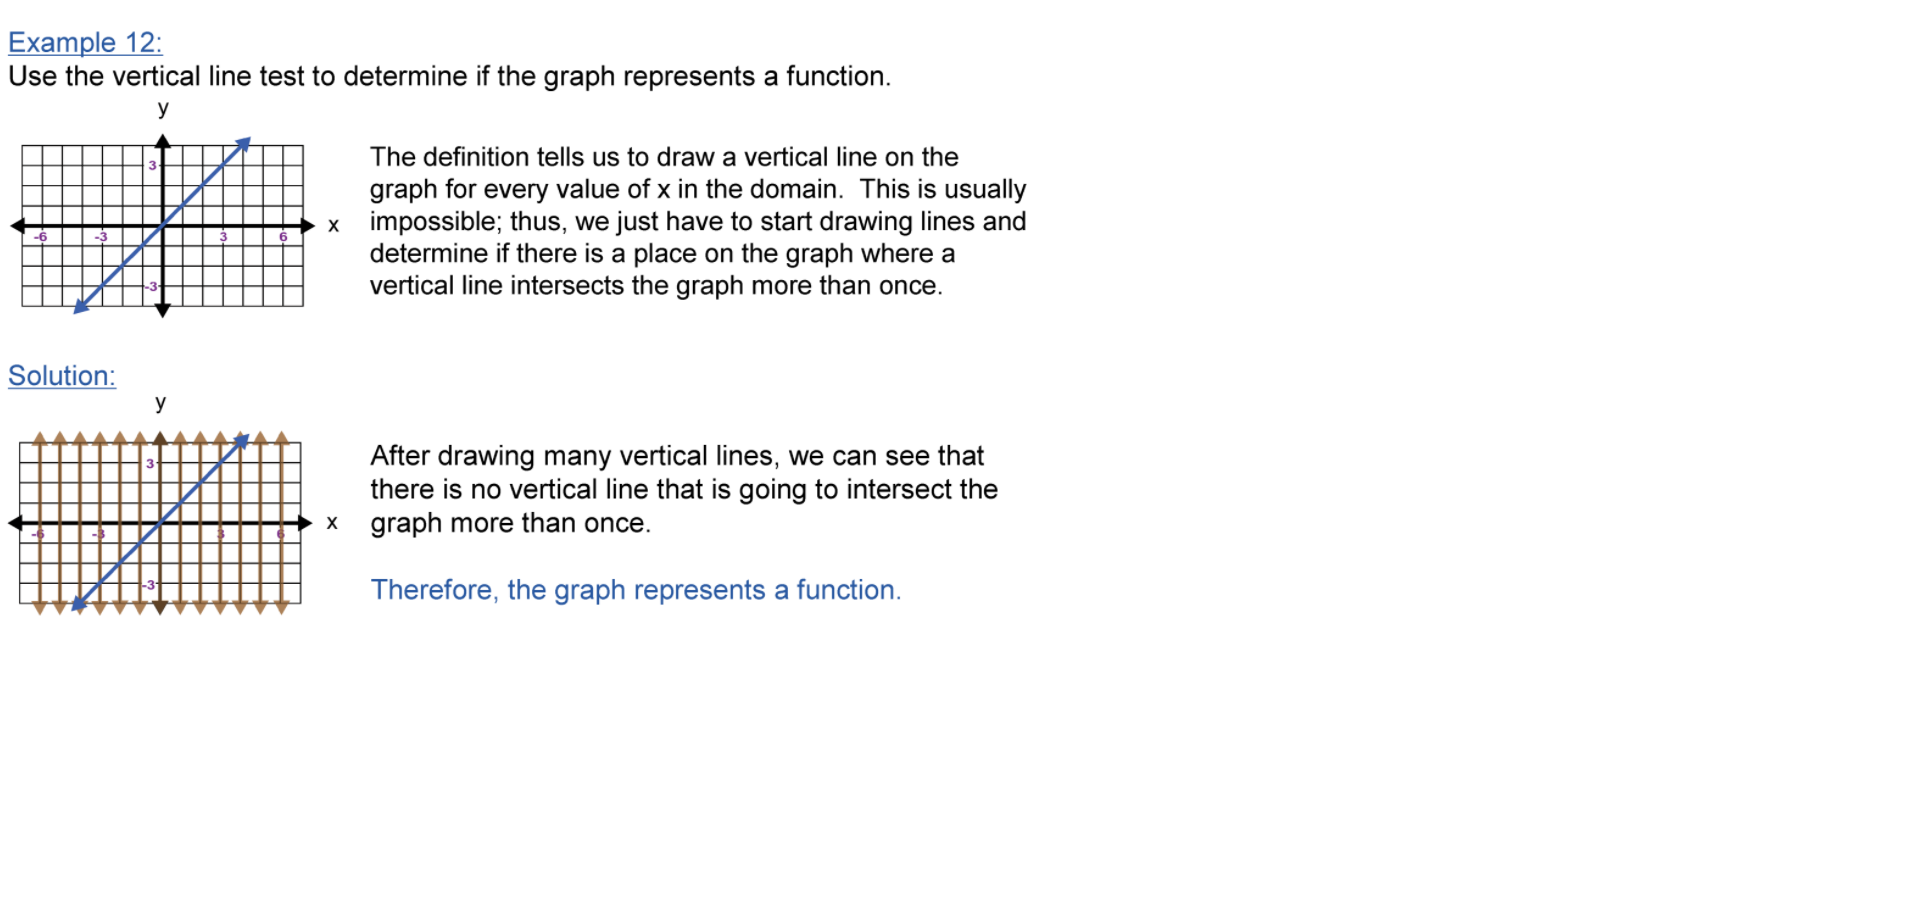 Example 12:
Use the vertical line test to determine if the graph represents a function.
y
3
-6 -3 3 6
x
-3
The definition tells us to draw a vertical line on the
graph for every value of x in the domain.  This is usually
impossible; thus, we just have to start drawing lines and
determine if there is a place on the graph where a
vertical line intersects the graph more than once.
Solution:
y
3
x
-6 -3 3 6
-3
After drawing many vertical lines, we can see that
there is no vertical line that is going to intersect the
graph more than once.
Therefore, the graph represents a function.